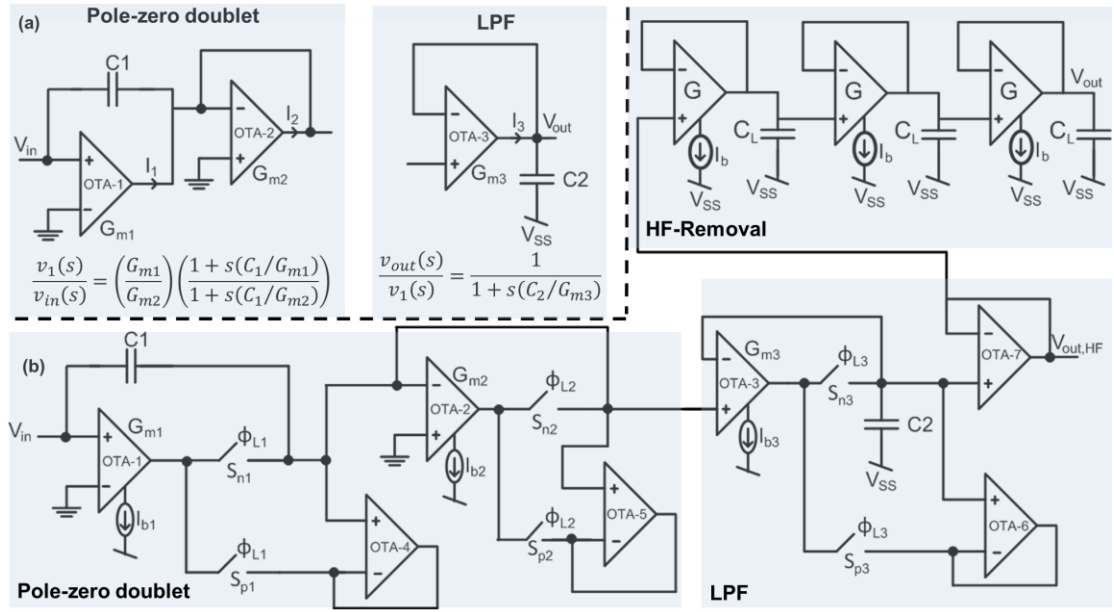 (a)
Pole-zero doublet
C1
V_in
+
OTA-1
−
G_m1
I_1
−
OTA-2
+
G_m2
I_2
v_1(s)/v_in(s) = (G_m1/G_m2)((1 + s(C_1/G_m1))/(1 + s(C_1/G_m2)))
LPF
−
OTA-3
+
G_m3
I_3
V_out
C2
V_SS
v_out(s)/v_1(s) = 1/(1 + s(C_2/G_m3))
−
G
+
I_b
V_SS
C_L
V_SS
−
G
+
I_b
V_SS
C_L
V_SS
−
G
+
I_b
V_SS
V_out
C_L
V_SS
HF-Removal
(b)
C1
V_in
G_m1
+
OTA-1
−
I_b1
ϕ_L1
S_n1
ϕ_L1
S_p1
+
OTA-4
−
G_m2
−
OTA-2
+
I_b2
ϕ_L2
S_n2
ϕ_L2
S_p2
+
OTA-5
−
Pole-zero doublet
G_m3
−
OTA-3
+
I_b3
ϕ_L3
S_n3
C2
V_SS
ϕ_L3
S_p3
−
OTA-7
+
V_out,HF
+
OTA-6
−
LPF